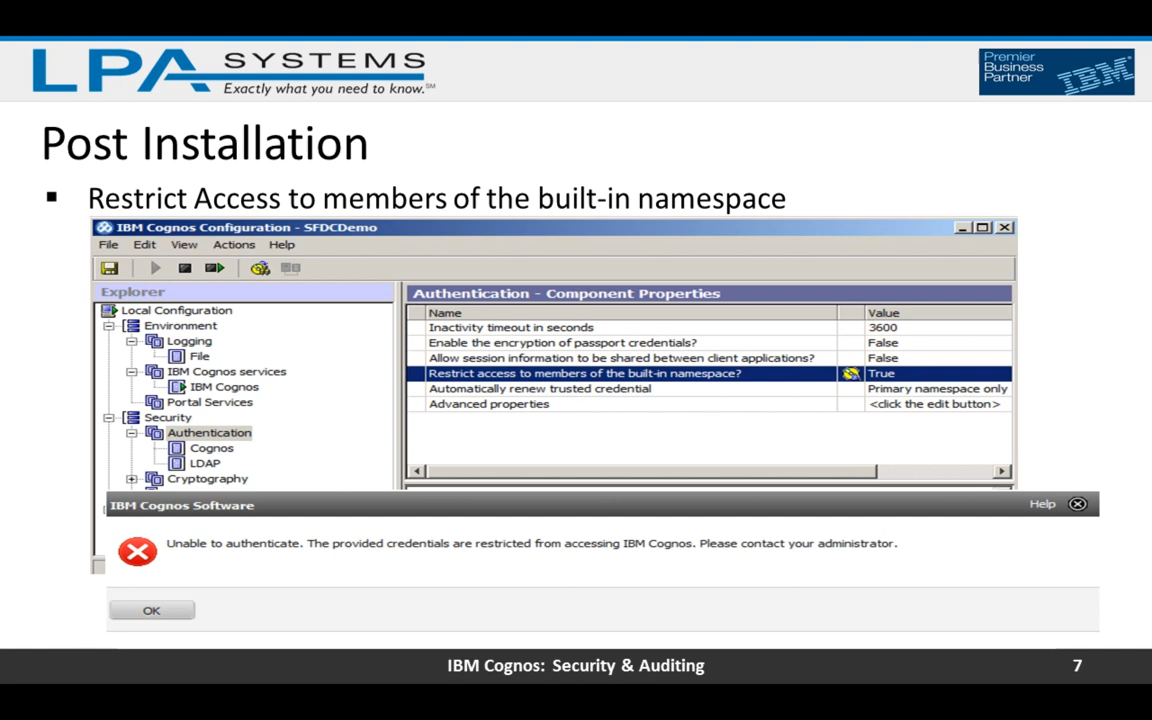 LPA SYSTEMS
Exactly what you need to know.℠
Premier
Business
Partner
IBM
Post Installation
▪ Restrict Access to members of the built-in namespace
IBM Cognos Configuration - SFDCDemo
File Edit View Actions Help
Explorer
Local Configuration
Environment
Logging
File
IBM Cognos services
IBM Cognos
Portal Services
Security
Authentication
Cognos
LDAP
Cryptography
Authentication - Component Properties
Name Value
Inactivity timeout in seconds 3600
Enable the encryption of passport credentials? False
Allow session information to be shared between client applications? False
Restrict access to members of the built-in namespace? True
Automatically renew trusted credential Primary namespace only
Advanced properties <click the edit button>
IBM Cognos Software Help
Unable to authenticate. The provided credentials are restricted from accessing IBM Cognos. Please contact your administrator.
OK
IBM Cognos: Security & Auditing 7